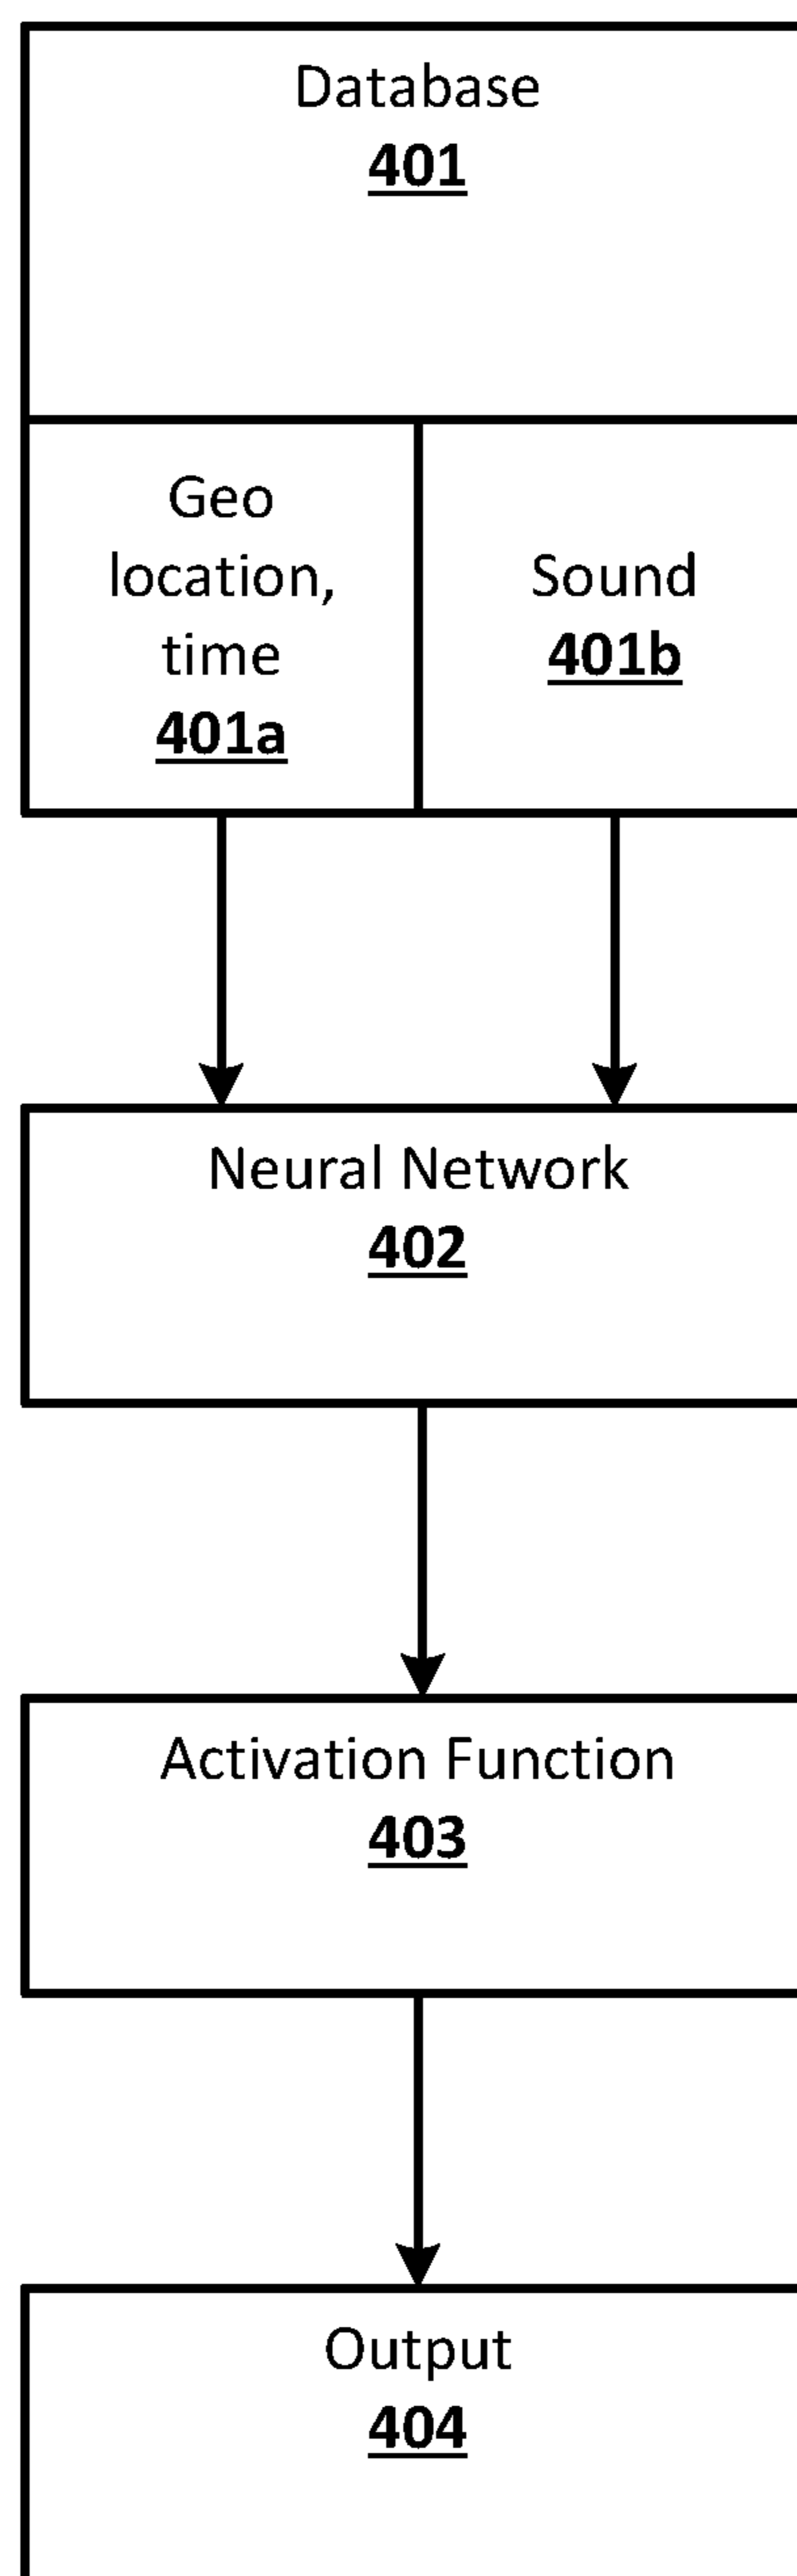 Database
401
Geo
location,
time
401a
Sound
401b
Neural Network
402
Activation Function
403
Output
404